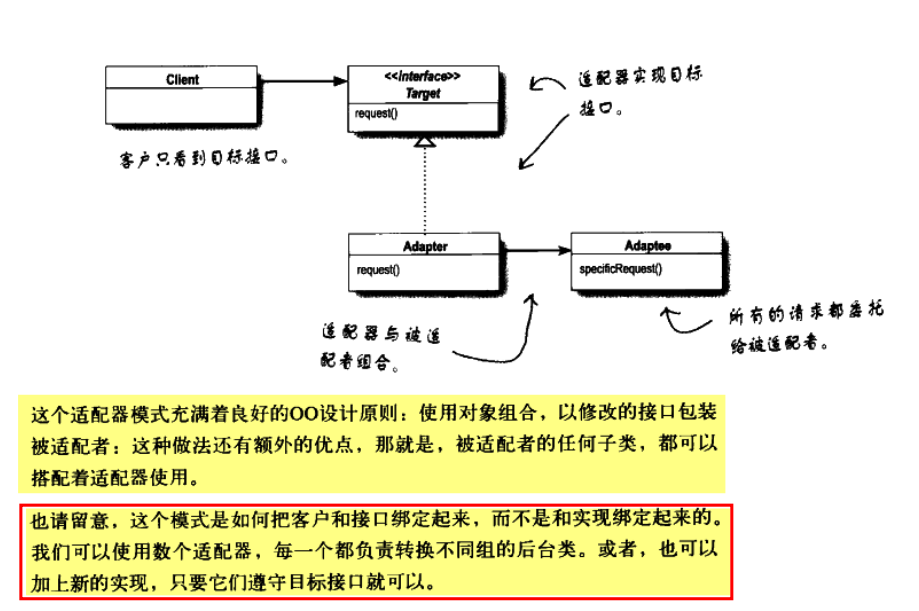 Client
<<interface>>
Target
request()
适配器实现目标
接口。
客户只看到目标接口。
Adapter
request()
Adaptee
specificRequest()
适配器与被适
配者组合。
所有的请求都委托
给被适配者。
这个适配器模式充满着良好的OO设计原则：使用对象组合，以修改的接口包装
被适配者：这种做法还有额外的优点，那就是，被适配者的任何子类，都可以
搭配着适配器使用。
也请留意，这个模式是如何把客户和接口绑定起来，而不是和实现绑定起来的。
我们可以使用数个适配器，每一个都负责转换不同组的后台类。或者，也可以
加上新的实现，只要它们遵守目标接口就可以。